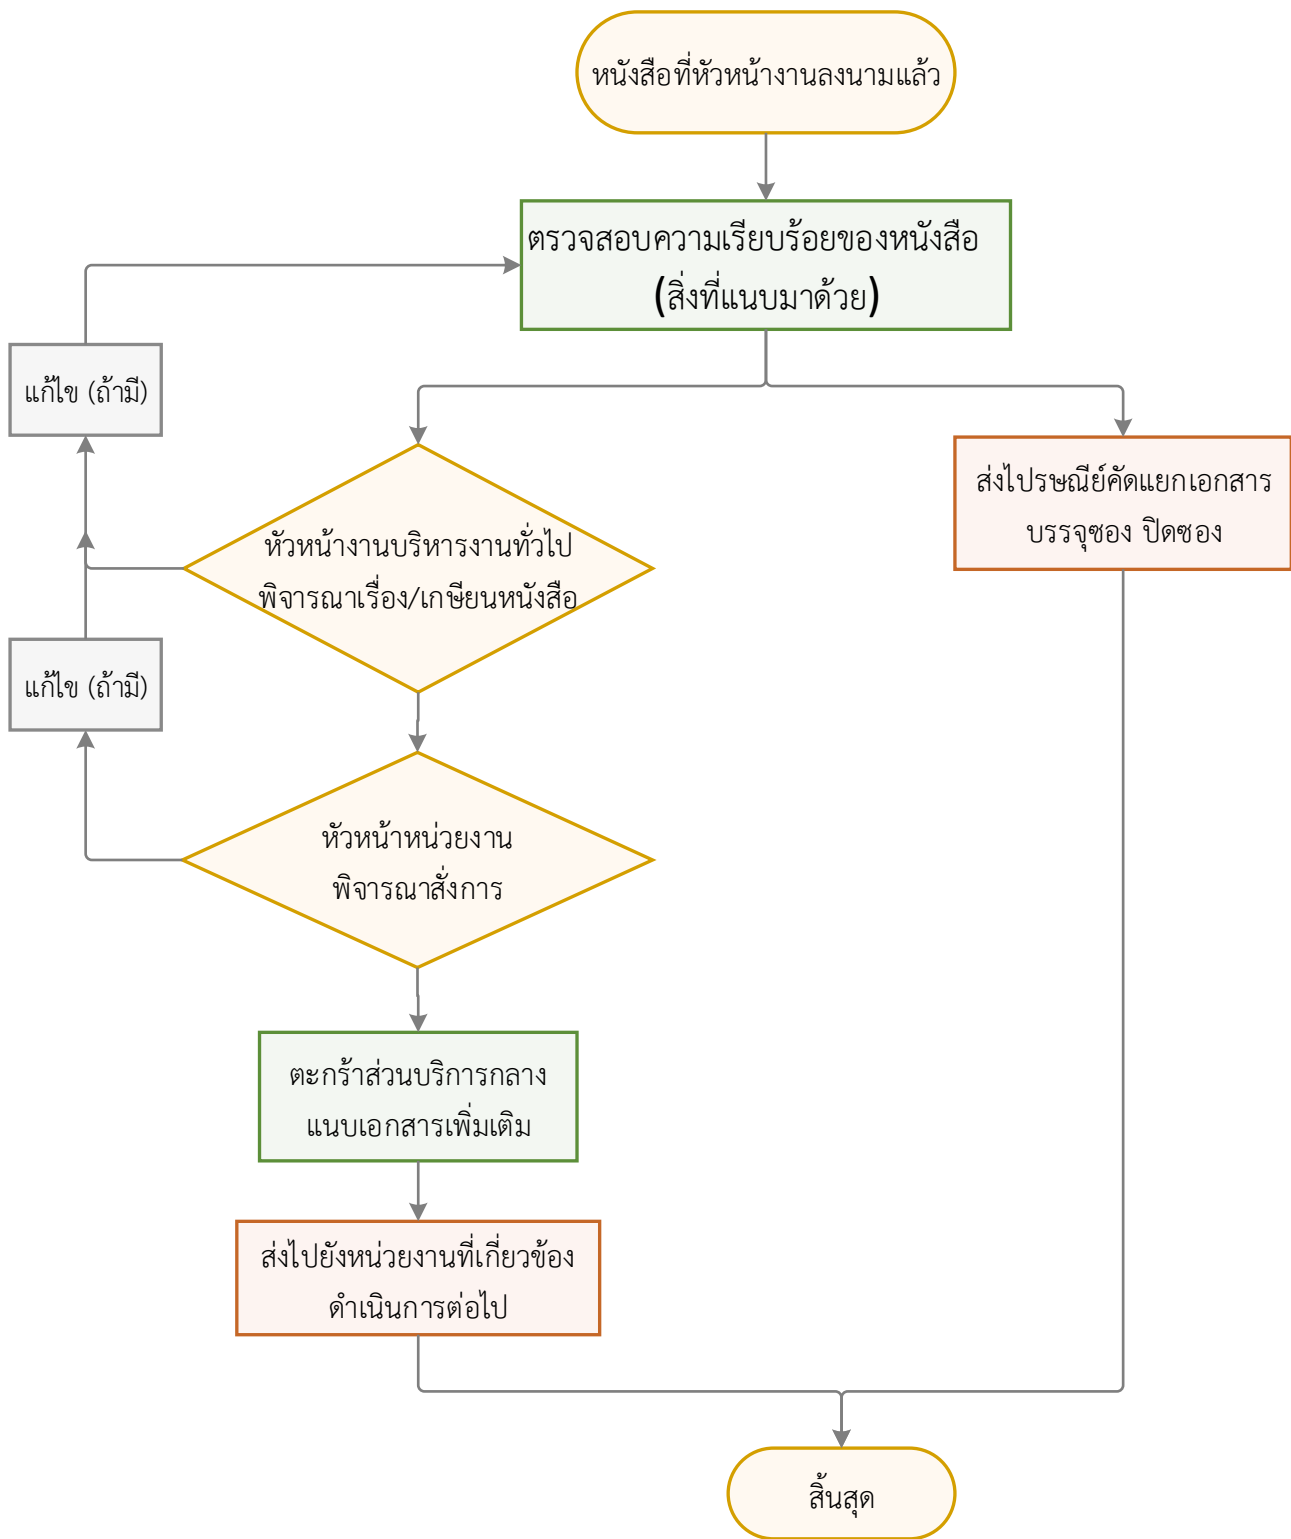 หนังสือที่หัวหน้างานลงนามแล้ว
ตรวจสอบความเรียบร้อยของหนังสือ
(สิ่งที่แนบมาด้วย)
แก้ไข (ถ้ามี)
ส่งไปรษณีย์คัดแยกเอกสาร
บรรจุซอง ปิดซอง
หัวหน้างานบริหารงานทั่วไป
พิจารณาเรื่อง/เกษียนหนังสือ
แก้ไข (ถ้ามี)
หัวหน้าหน่วยงาน
พิจารณาสั่งการ
ตะกร้าส่วนบริการกลาง
แนบเอกสารเพิ่มเติม
ส่งไปยังหน่วยงานที่เกี่ยวข้อง
ดำเนินการต่อไป
สิ้นสุด